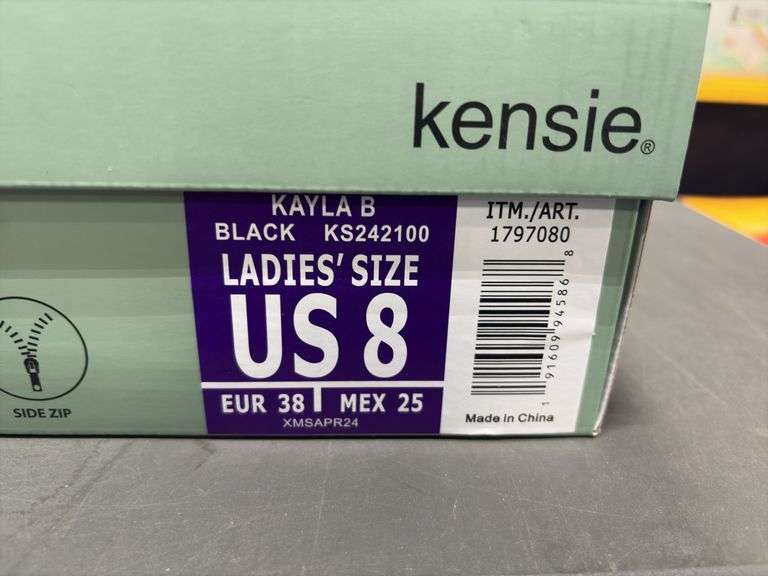 kensie®
KAYLA B
BLACK KS242100
LADIES' SIZE
US 8
EUR 38 MEX 25
XMSAPR24
ITM./ART.
1797080
1 91609 94586 8
Made in China
SIDE ZIP